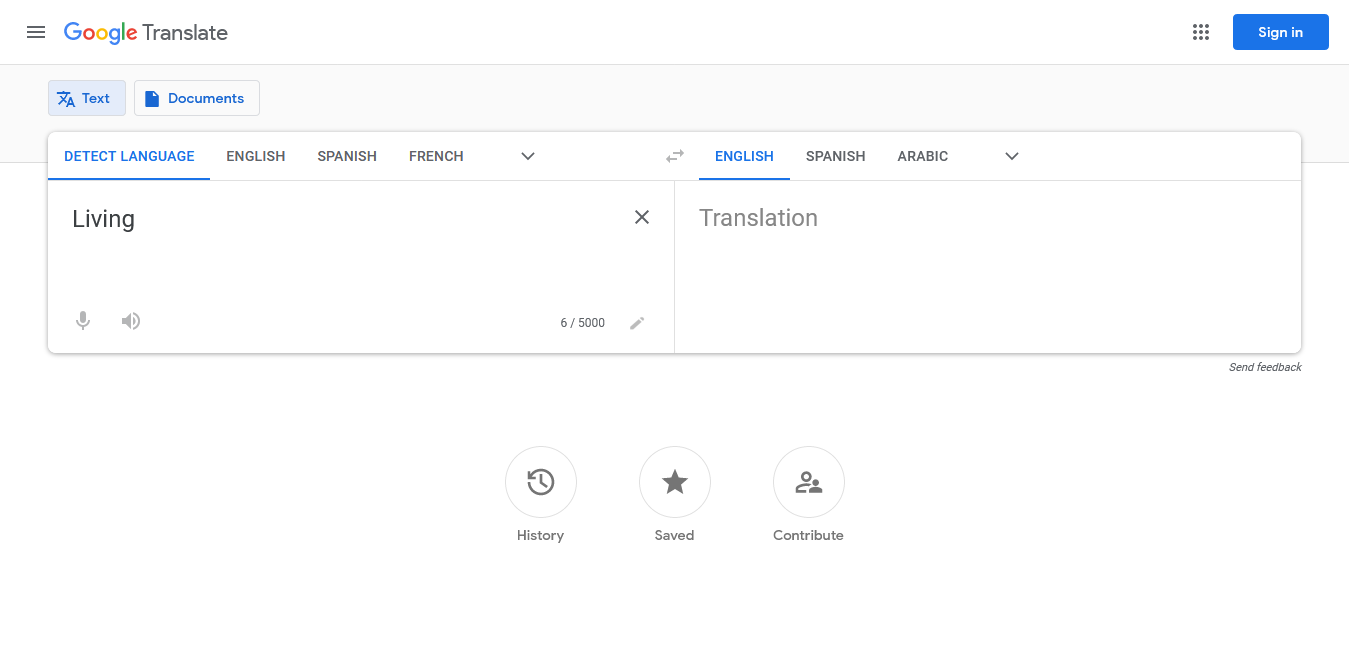 Google Translate
Sign in
Text
Documents
DETECT LANGUAGE ENGLISH SPANISH FRENCH
ENGLISH SPANISH ARABIC
Living
Translation
6 / 5000
Send feedback
History
Saved
Contribute